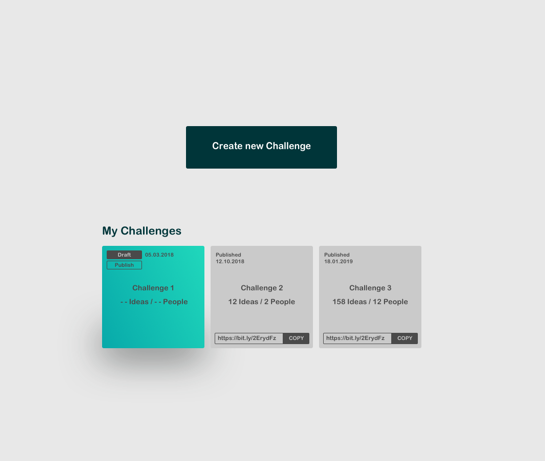 Create new Challenge
My Challenges
Draft
05.03.2018
Publish
Challenge 1
- - Ideas / - - People
Published
12.10.2018
Challenge 2
12 Ideas / 2 People
https://bit.ly/2ErydFz
COPY
Published
18.01.2019
Challenge 3
158 Ideas / 12 People
https://bit.ly/2ErydFz
COPY